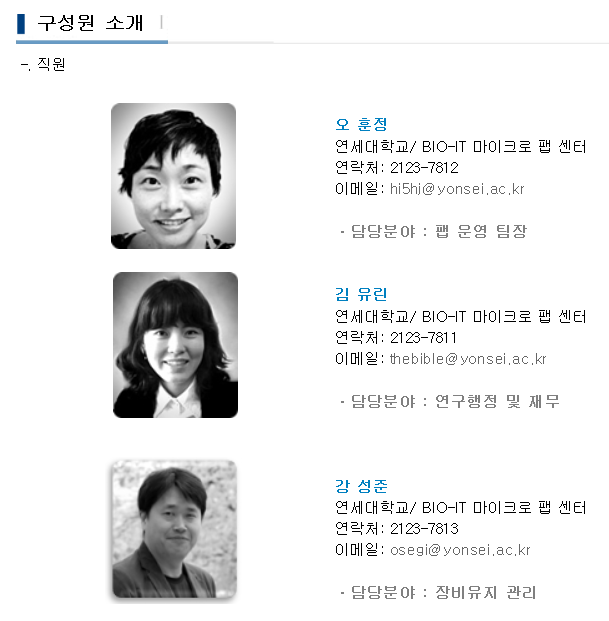 구성원 소개
-. 직원
오 훈정
연세대학교/ BIO-IT 마이크로 팹 센터
연락처: 2123-7812
이메일: hi5hj@yonsei.ac.kr
- 담당분야 : 팹 운영 팀장
김 유린
연세대학교/ BIO-IT 마이크로 팹 센터
연락처: 2123-7811
이메일: thebible@yonsei.ac.kr
- 담당분야 : 연구행정 및 재무
강 성준
연세대학교/ BIO-IT 마이크로 팹 센터
연락처: 2123-7813
이메일: osegi@yonsei.ac.kr
- 담당분야 : 장비유지 관리